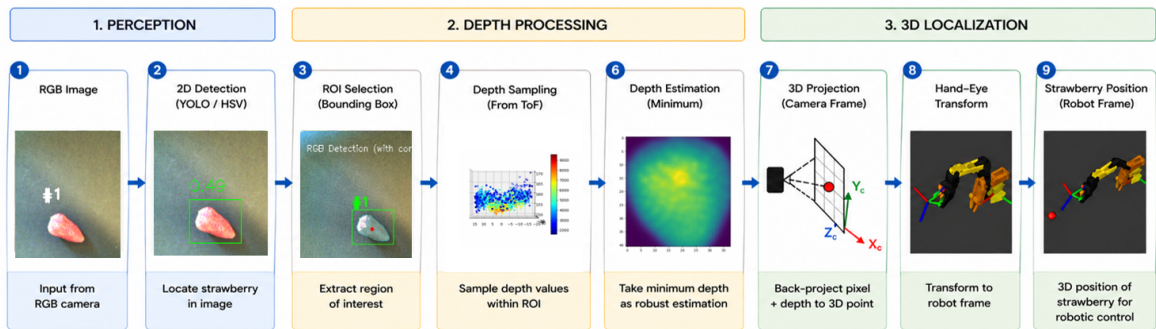 1. PERCEPTION
2. DEPTH PROCESSING
3. 3D LOCALIZATION
1
RGB Image
#1
Input from
RGB camera
2
2D Detection
(YOLO / HSV)
Locate strawberry
in image
3
ROI Selection
(Bounding Box)
RGB Detection (with cor
#1
Extract region
of interest
4
Depth Sampling
(From ToF)
Sample depth values
within ROI
6
Depth Estimation
(Minimum)
Take minimum depth
as robust estimation
7
3D Projection
(Camera Frame)
Yc
Zc
Xc
Back-project pixel
+ depth to 3D point
8
Hand–Eye
Transform
Transform to
robot frame
9
Strawberry Position
(Robot Frame)
3D position of
strawberry for
robotic control